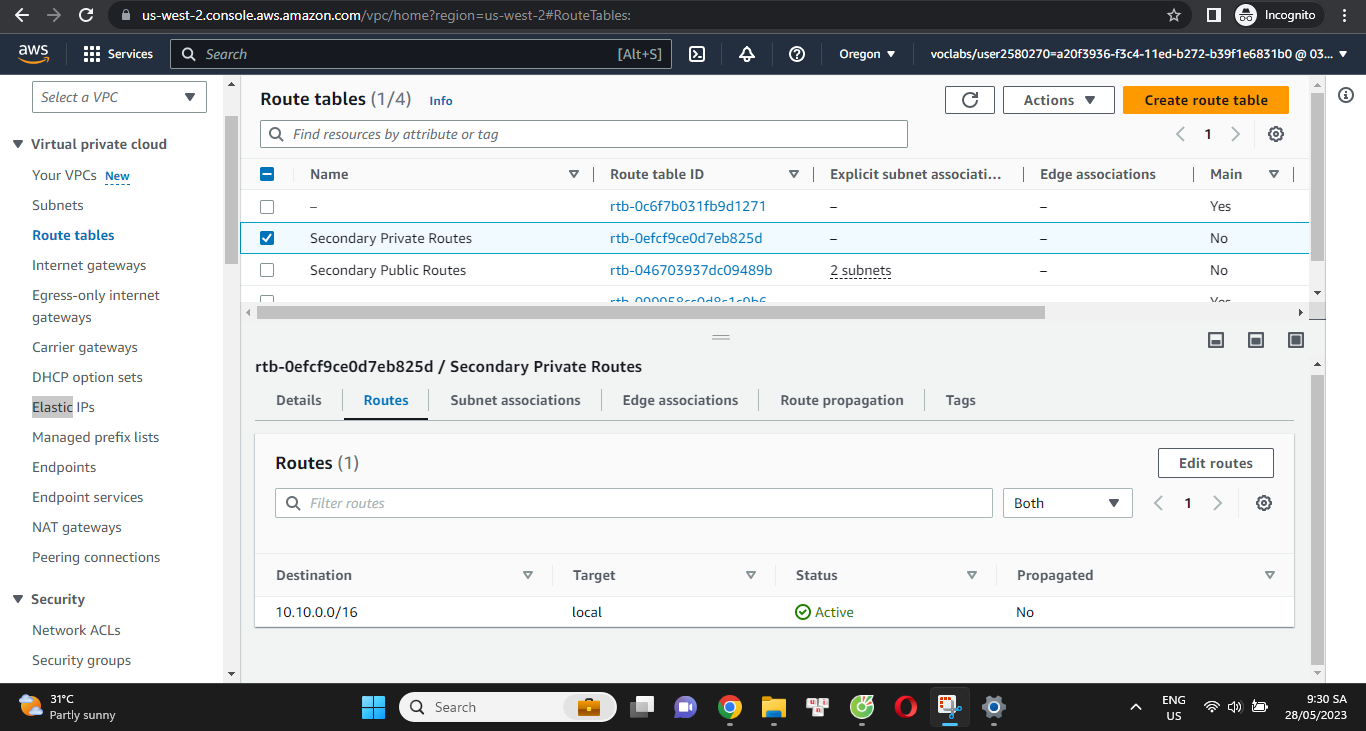 us-west-2.console.aws.amazon.com/vpc/home?region=us-west-2#RouteTables:
Incognito
aws
Services
Search
[Alt+S]
Oregon
voclabs/user2580270=a20f3936-f3c4-11ed-b272-b39f1e6831b0 @ 03...
Select a VPC
Virtual private cloud
Your VPCs New
Subnets
Route tables
Internet gateways
Egress-only internet
gateways
Carrier gateways
DHCP option sets
Elastic IPs
Managed prefix lists
Endpoints
Endpoint services
NAT gateways
Peering connections
Security
Network ACLs
Security groups
Route tables (1/4) Info
Actions
Create route table
Find resources by attribute or tag
1
Name Route table ID Explicit subnet associati... Edge associations Main
– rtb-0c6f7b031fb9d1271 – – Yes
Secondary Private Routes rtb-0efcf9ce0d7eb825d – – No
Secondary Public Routes rtb-046703937dc09489b 2 subnets – No
Yes
rtb-0efcf9ce0d7eb825d / Secondary Private Routes
Details Routes Subnet associations Edge associations Route propagation Tags
Routes (1)
Edit routes
Filter routes
Both
1
Destination Target Status Propagated
10.10.0.0/16 local Active No
31°C
Partly sunny
Search
ENG
US
9:30 SA
28/05/2023